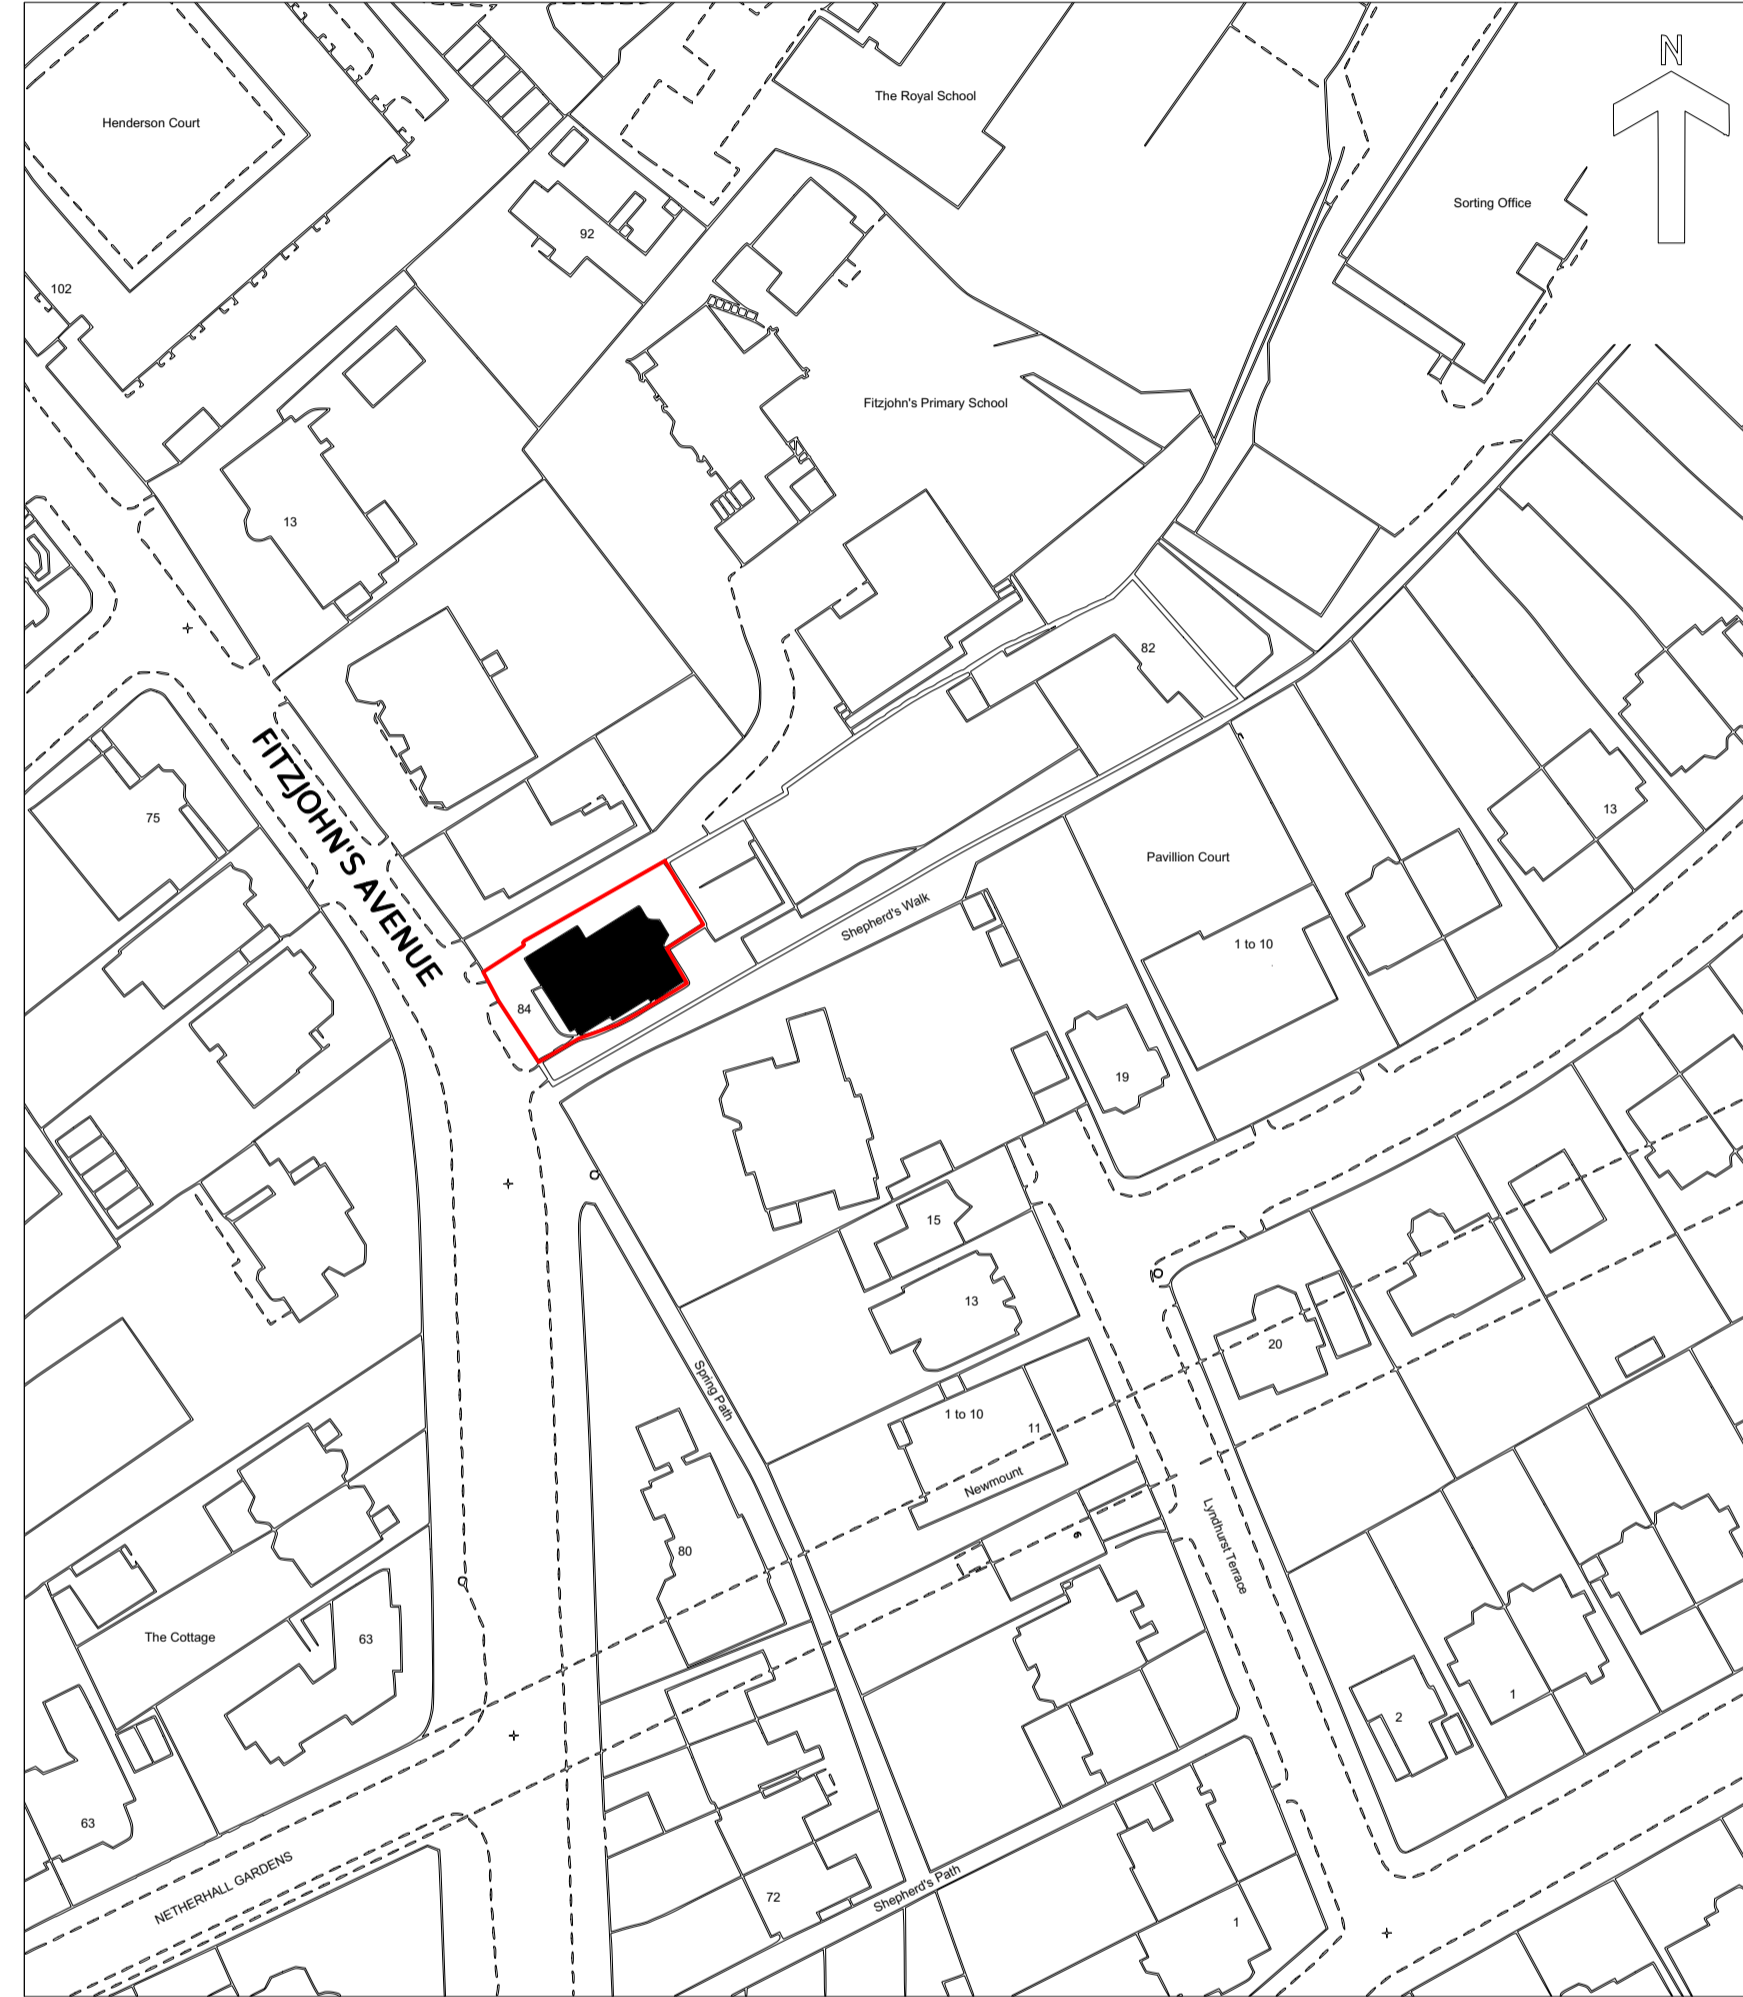 N
The Royal School
Henderson Court
Sorting Office
92
102
Fitzjohn's Primary School
13
82
FITZJOHN'S AVENUE
75
13
Pavillion Court
Shepherd's Walk
1 to 10
84
19
15
13
20
Spring Path
1 to 10
11
Newmount
Lyndhurst Terrace
80
The Cottage
63
1
2
63
NETHERHALL GARDENS
72
Shepherd's Path
1